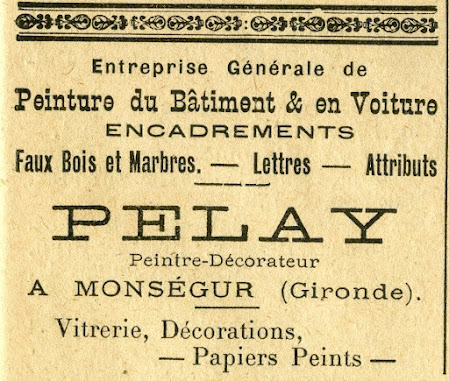 Entreprise Générale de
Peinture du Bâtiment & en Voiture
ENCADREMENTS
Faux Bois et Marbres. — Lettres — Attributs
PELAY
Peintre-Décorateur
A MONSÉGUR (Gironde).
Vitrerie, Décorations,
— Papiers Peints —